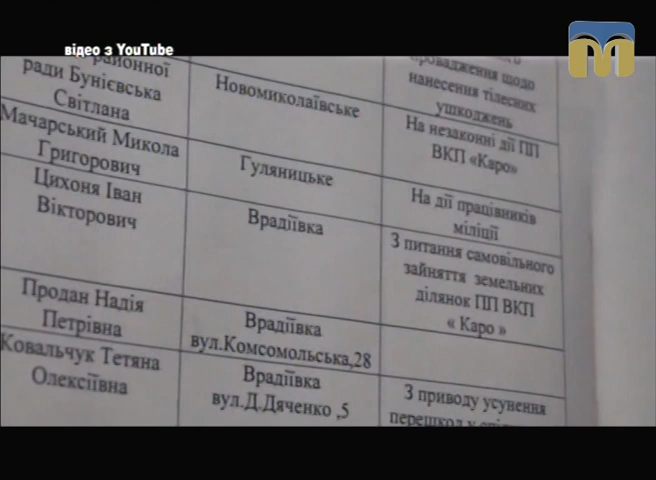 відео з YouTube
районної
ради Бунієвська
Світлана
Новомиколаївське
провадження щодо
нанесення тілесних
ушкоджень
Мачарський Микола
Григорович
Гуляницьке
На незаконні дії ПП
ВКП «Каро»
Цихоня Іван
Вікторович
Врадіївка
На дії працівників
міліції
Продан Надія
Петрівна
Врадіївка
вул.Комсомольська,28
З питання самовільного
зайняття земельних
ділянок ПП ВКП
« Каро »
Ковальчук Тетяна
Олексіївна
Врадіївка
вул.Д.Дяченко ,5
З приводу усунення
перешкод у